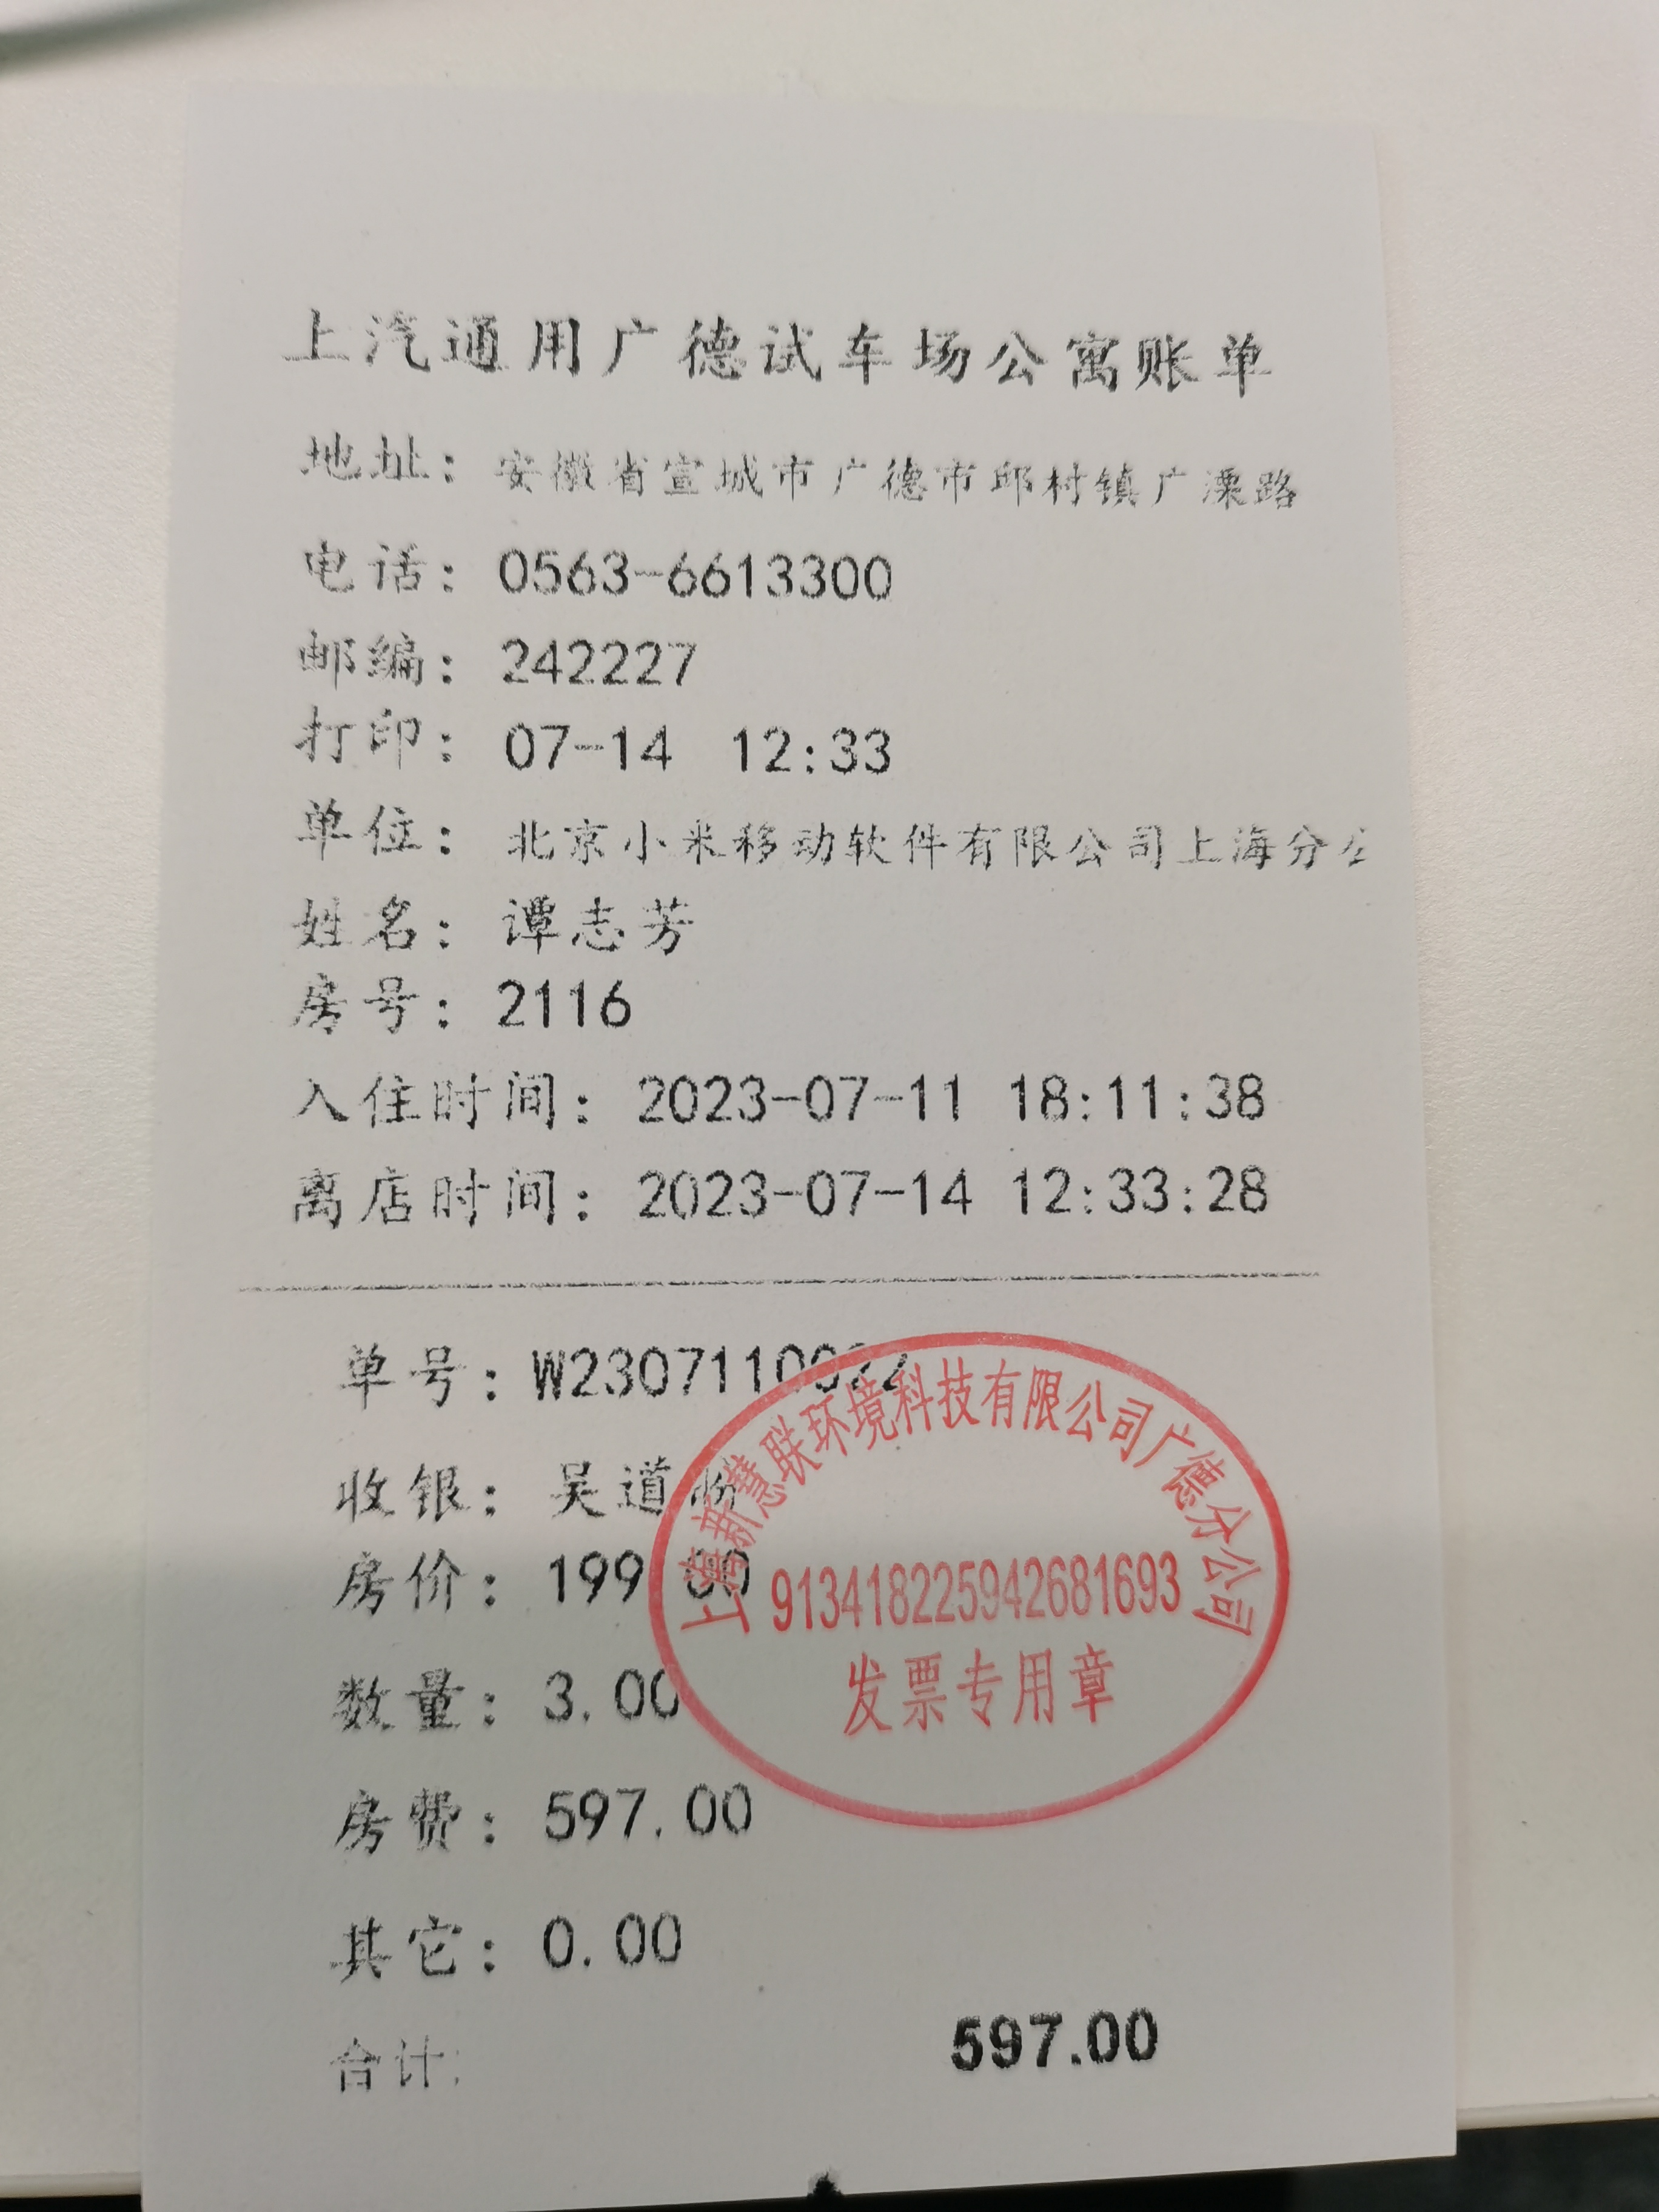 上汽通用广德试车场公寓账单
地址: 安徽省宣城市广德市邱村镇广溧路
电话: 0563-6613300
邮编: 242227
打印: 07-14 12:33
单位: 北京小米移动软件有限公司上海分公
姓名: 谭志芳
房号: 2116
入住时间: 2023-07-11 18:11:38
离店时间: 2023-07-14 12:33:28
单号: W2307110022
收银: 吴道
房价: 199.00
数量: 3.00
房费: 597.00
其它: 0.00
合计: 597.00
上海新慧联环境科技有限公司广德分公司
913418225942681693
发票专用章